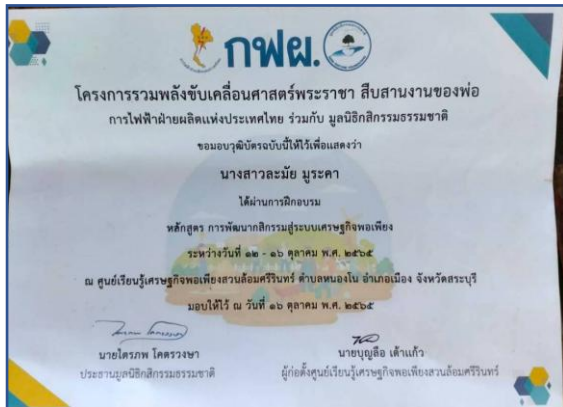 กฟผ.
โครงการรวมพลังขับเคลื่อนศาสตร์พระราชา สืบสานงานของพ่อ
การไฟฟ้าฝ่ายผลิตแห่งประเทศไทย ร่วมกับ มูลนิธิกสิกรรมธรรมชาติ
ขอมอบวุฒิบัตรฉบับนี้ให้ไว้เพื่อแสดงว่า
นางสาวละมัย มูระคา
ได้ผ่านการฝึกอบรม
หลักสูตร การพัฒนากสิกรรมสู่ระบบเศรษฐกิจพอเพียง
ระหว่างวันที่ ๑๒ - ๑๖ ตุลาคม พ.ศ. ๒๕๖๕
ณ ศูนย์เรียนรู้เศรษฐกิจพอเพียงสวนล้อมศรีรินทร์ ตำบลหนองโน อำเภอเมือง จังหวัดสระบุรี
มอบให้ไว้ ณ วันที่ ๑๖ ตุลาคม พ.ศ. ๒๕๖๕
นายไตรภพ โคตรวงษา นายบุญล้อม เต้าแก้ว
ประธานมูลนิธิกสิกรรมธรรมชาติ ผู้ก่อตั้งศูนย์เรียนรู้เศรษฐกิจพอเพียงสวนล้อมศรีรินทร์